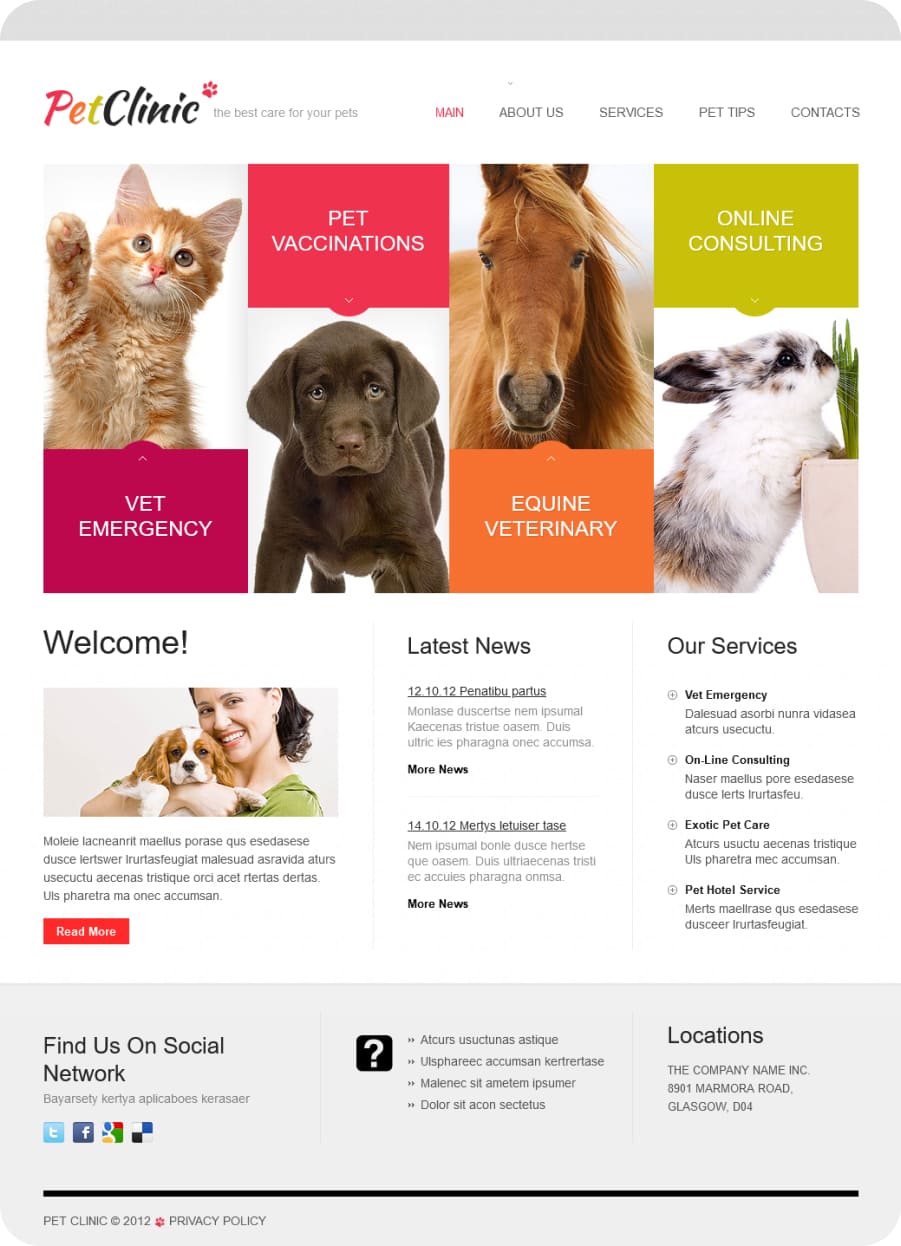 PetClinic the best care for your pets
MAIN ABOUT US SERVICES PET TIPS CONTACTS
PET
VACCINATIONS
ONLINE
CONSULTING
VET
EMERGENCY
EQUINE
VETERINARY
Welcome!
Moleie lacneanrit maellus porase qus esedasese
dusce lertswer lrurtasfeugiat malesuad asravida aturs
usecuctu aecenas tristique orci acet rtertas dertas.
Uls pharetra ma onec accumsan.
Read More
Latest News
12.10.12 Penatibu partus
Monlase duscertse nem ipsumal
Kaecenas tristue oasem. Duis
ultric ies pharagna onec accumsa.
More News
14.10.12 Mertys letuiser tase
Nem ipsumal bonle dusce hertse
que oasem. Duis ultriaecenas tristi
ec accuies pharagna onmsa.
More News
Our Services
Vet Emergency
Dalesuad asorbi nunra vidasea
atcurs usecuctu.
On-Line Consulting
Naser maellus pore esedasese
dusce lerts lrurtasfeu.
Exotic Pet Care
Atcurs usuctu aecenas tristique
Uls pharetra mec accumsan.
Pet Hotel Service
Merts maellrase qus esedasese
dusceer lrurtasfeugiat.
Find Us On Social
Network
Bayarsety kertya aplicaboes kerasaer
t f g
?
›› Atcurs usuctunas astique
›› Ulsphareec accumsan kertrertase
›› Malenec sit ametem ipsumer
›› Dolor sit acon sectetus
Locations
THE COMPANY NAME INC.
8901 MARMORA ROAD,
GLASGOW, D04
PET CLINIC © 2012 PRIVACY POLICY